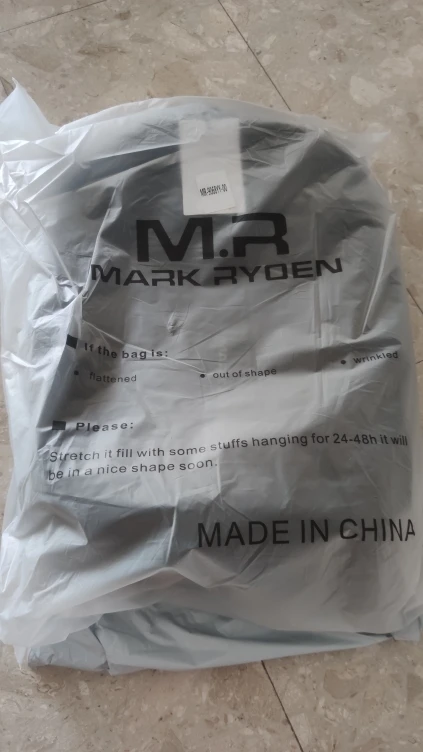 M.R
MARK RYDEN
If the bag is:
flattened
out of shape
wrinkled
Please:
Stretch it fill with some stuffs hanging for 24-48h it will
be in a nice shape soon.
MADE IN CHINA